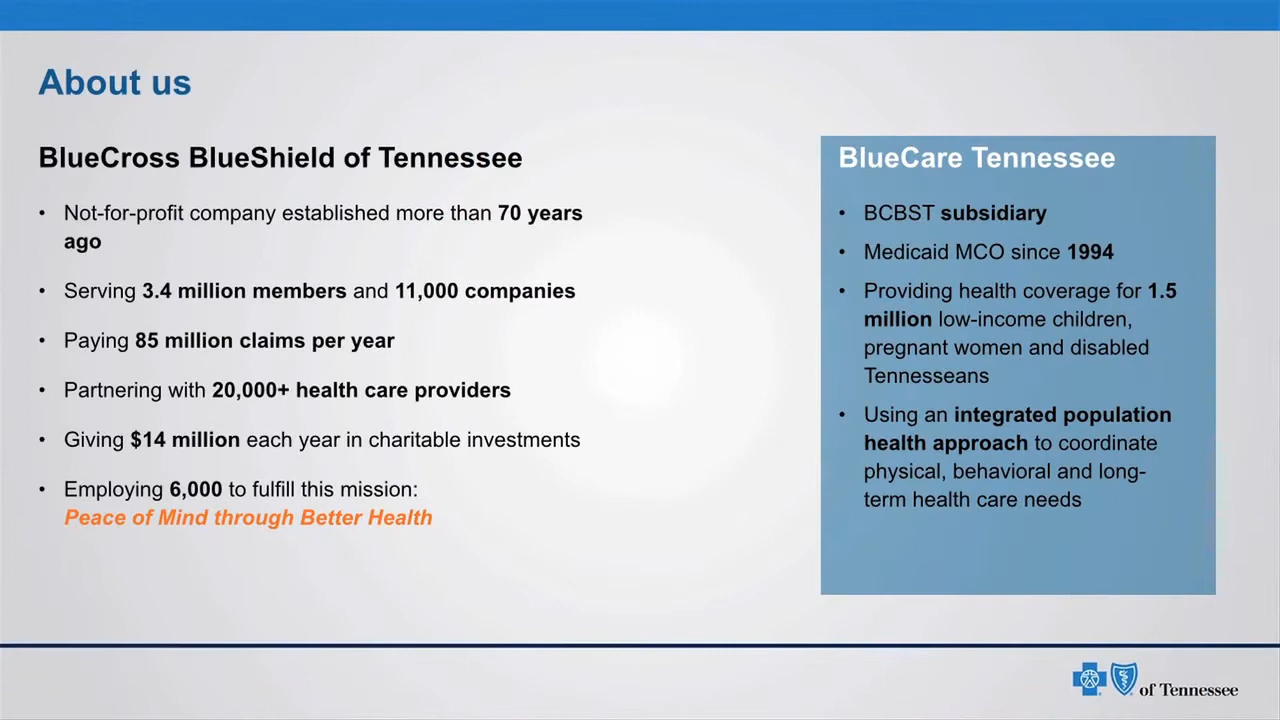 About us
BlueCross BlueShield of Tennessee
• Not-for-profit company established more than 70 years
ago
• Serving 3.4 million members and 11,000 companies
• Paying 85 million claims per year
• Partnering with 20,000+ health care providers
• Giving $14 million each year in charitable investments
• Employing 6,000 to fulfill this mission:
Peace of Mind through Better Health
BlueCare Tennessee
• BCBST subsidiary
• Medicaid MCO since 1994
• Providing health coverage for 1.5
million low-income children,
pregnant women and disabled
Tennesseans
• Using an integrated population
health approach to coordinate
physical, behavioral and long-
term health care needs
of Tennessee